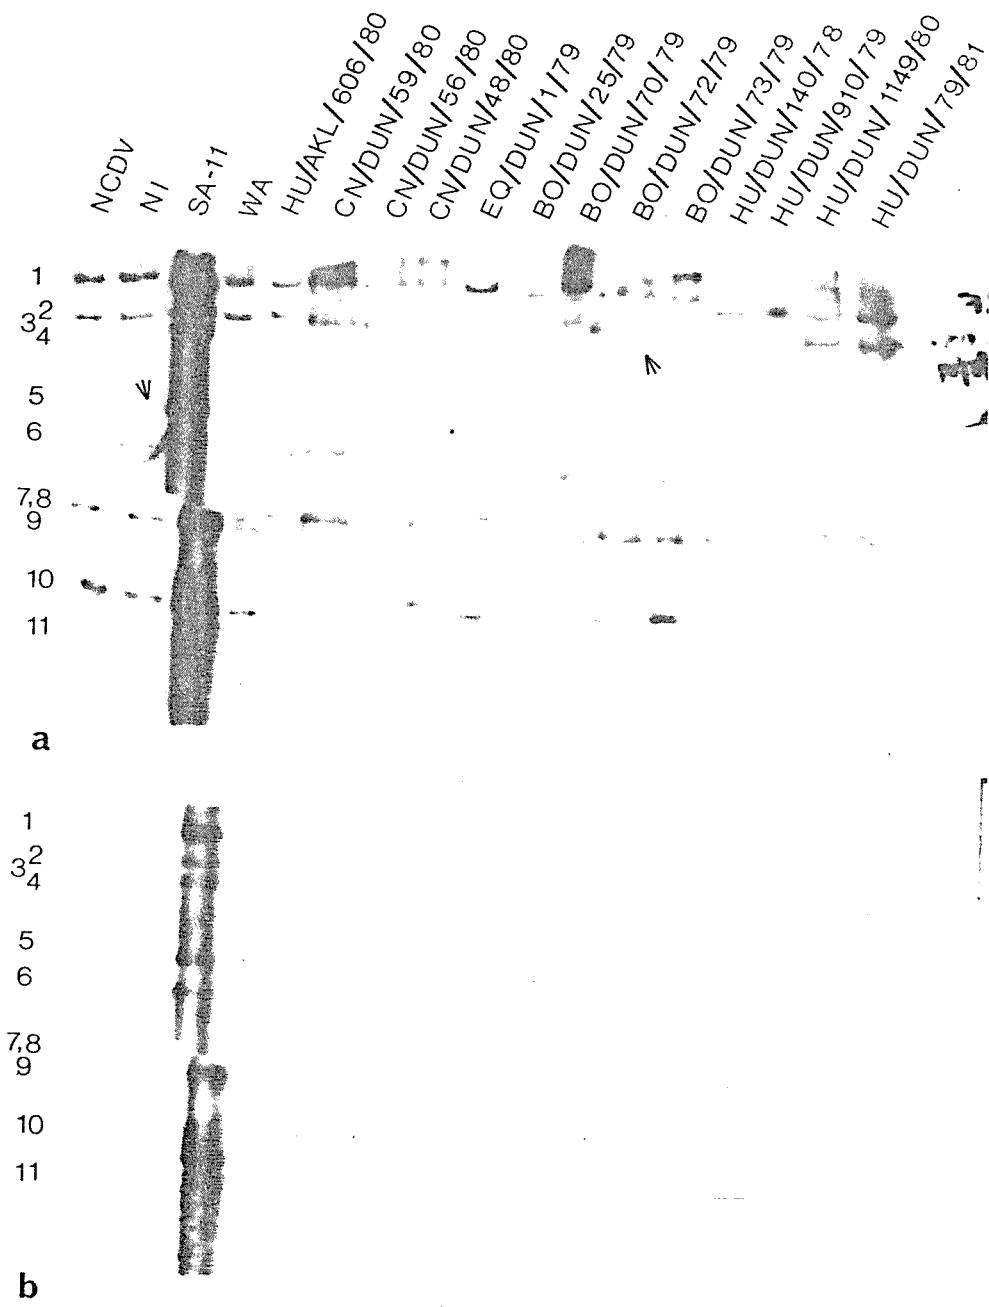 NCDV
NI
SA-11
WA
HU/AKL/606/80
CN/DUN/59/80
CN/DUN/56/80
CN/DUN/48/80
EQ/DUN/1/79
BO/DUN/25/79
BO/DUN/70/79
BO/DUN/72/79
BO/DUN/73/79
HU/DUN/140/78
HU/DUN/910/79
HU/DUN/1149/80
HU/DUN/79/81
1
2
3
4
5
6
7,8
9
10
11
a
1
2
3
4
5
6
7,8
9
10
11
b